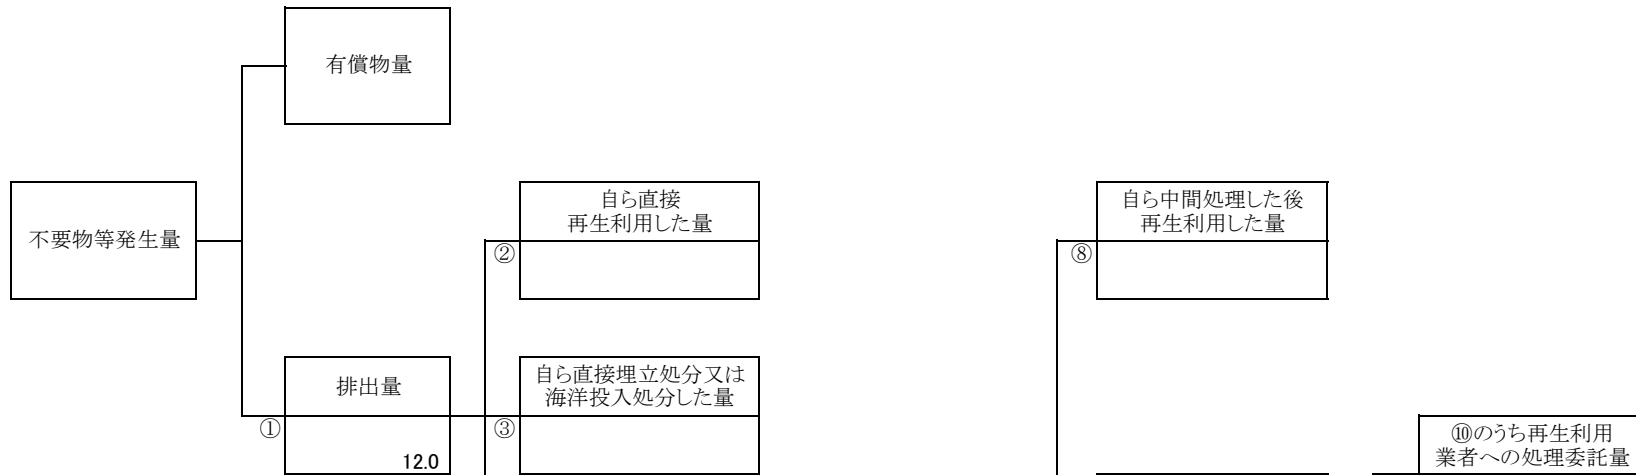 有償物量
不要物等発生量
自ら直接
再生利用した量
②
自ら中間処理した後
再生利用した量
⑧
排出量
①
12.0
自ら直接埋立処分又は
海洋投入処分した量
③
⑩のうち再生利用
業者への処理委託量